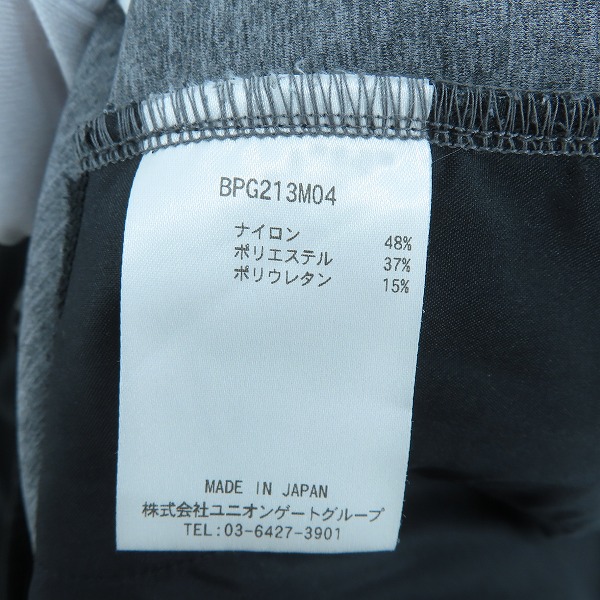 BPG213M04
ナイロン 48%
ポリエステル 37%
ポリウレタン 15%
MADE IN JAPAN
株式会社ユニオンゲートグループ
TEL:03-6427-3901